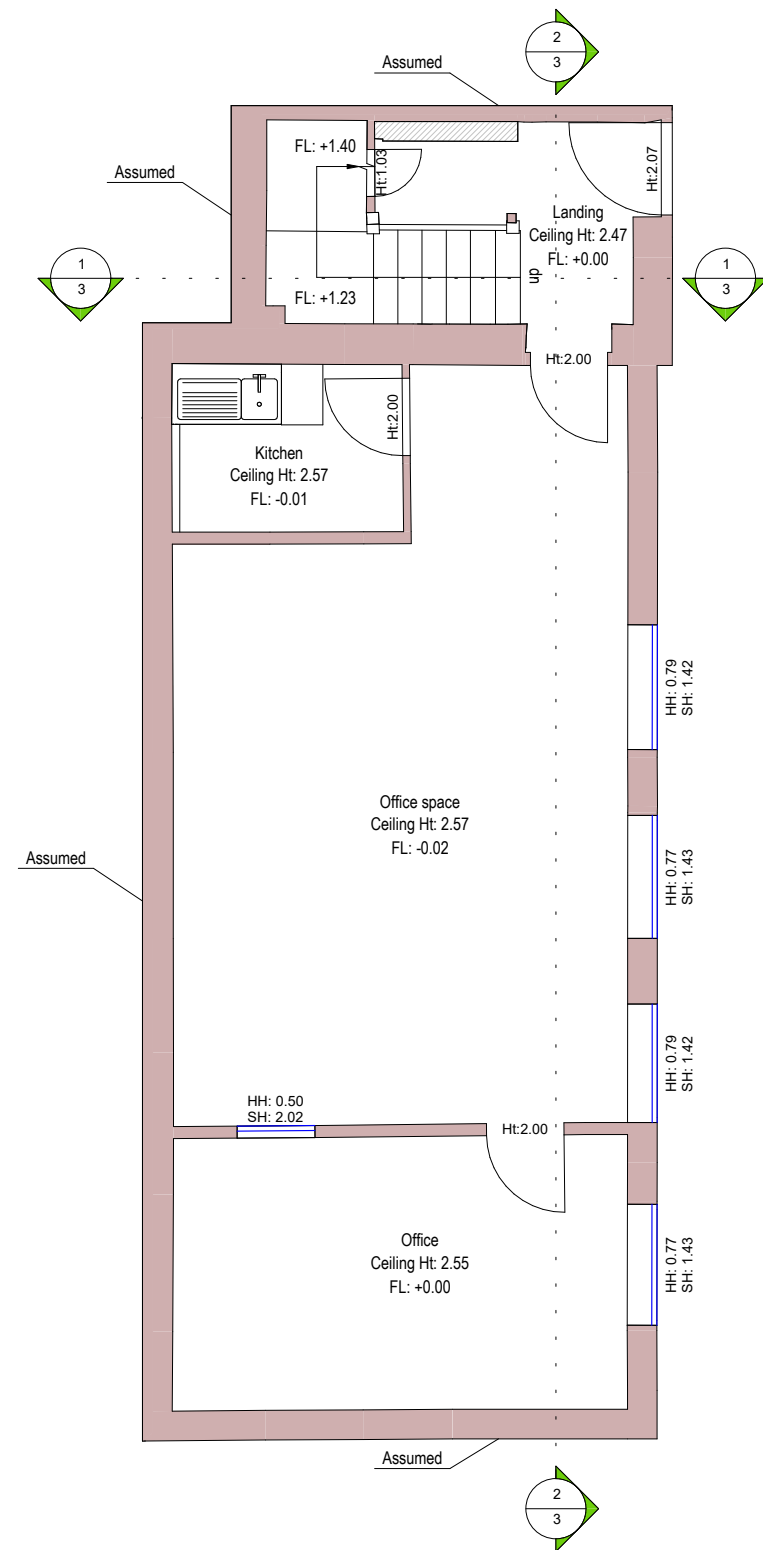 2
3
Assumed
Assumed
FL: +1.40
Ht:1.03
Ht:2.07
Landing
Ceiling Ht: 2.47
FL: +0.00
1
3
1
3
up
FL: +1.23
Ht:2.00
Ht:2.00
Kitchen
Ceiling Ht: 2.57
FL: -0.01
HH: 0.79
SH: 1.42
Office space
Ceiling Ht: 2.57
FL: -0.02
HH: 0.77
SH: 1.43
Assumed
HH: 0.79
SH: 1.42
HH: 0.50
SH: 2.02
Ht:2.00
Office
Ceiling Ht: 2.55
FL: +0.00
HH: 0.77
SH: 1.43
Assumed
2
3